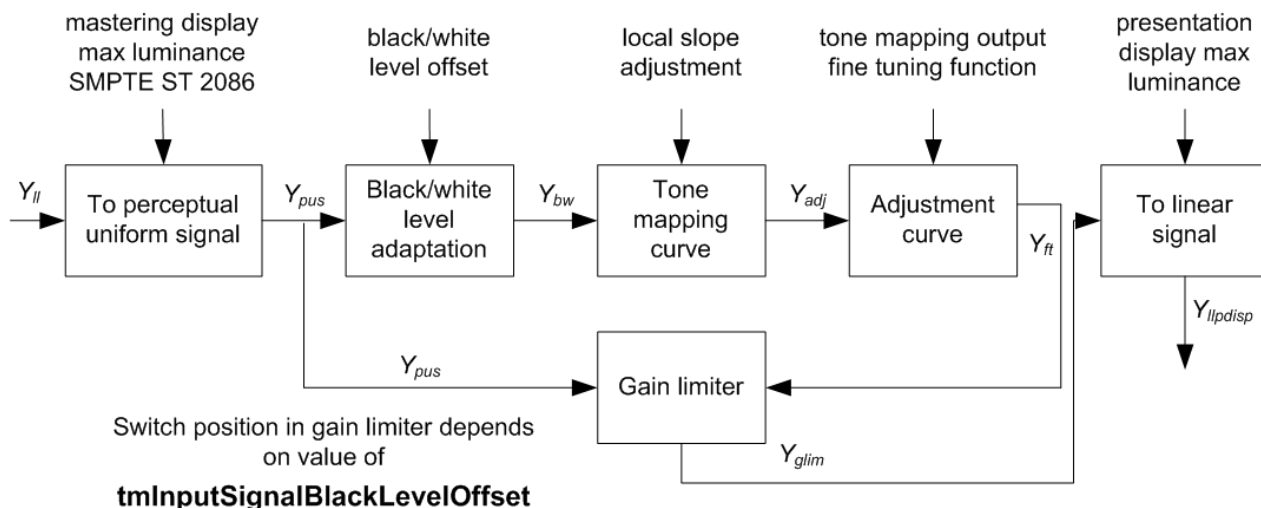 mastering display
max luminance
SMPTE ST 2086
black/white
level offset
local slope
adjustment
tone mapping output
fine tuning function
presentation
display max
luminance
Yll
To perceptual
uniform signal
Ypus
Black/white
level
adaptation
Ybw
Tone
mapping
curve
Yadj
Adjustment
curve
Yft
To linear
signal
Yllpdisp
Ypus
Gain limiter
Yglim
Switch position in gain limiter depends
on value of
tmInputSignalBlackLevelOffset